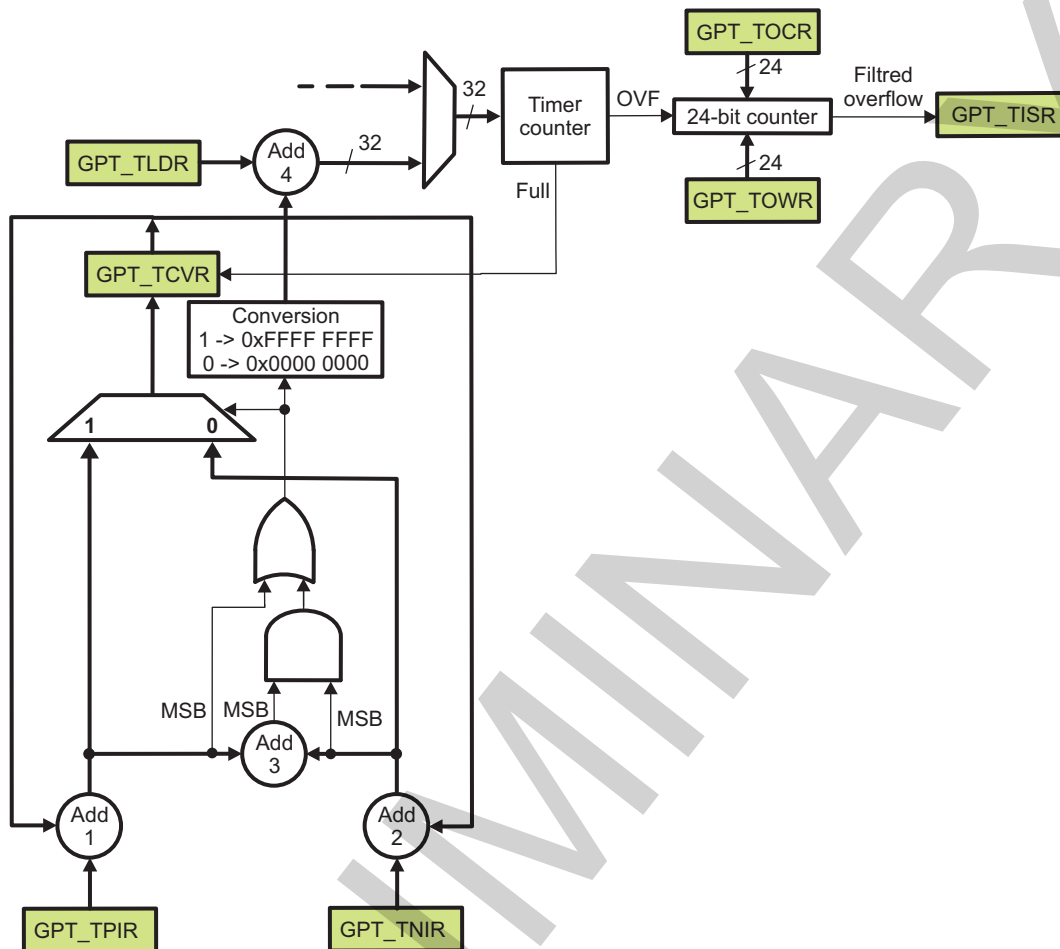 GPT_TOCR
24
32
Timer
counter
OVF
24-bit counter
Filtred
overflow
GPT_TISR
GPT_TLDR
Add
4
32
Full
24
GPT_TOWR
GPT_TCVR
Conversion
1 -> 0xFFFF FFFF
0 -> 0x0000 0000
1
0
MSB
MSB
MSB
Add
3
Add
1
Add
2
GPT_TPIR
GPT_TNIR
IMINARY